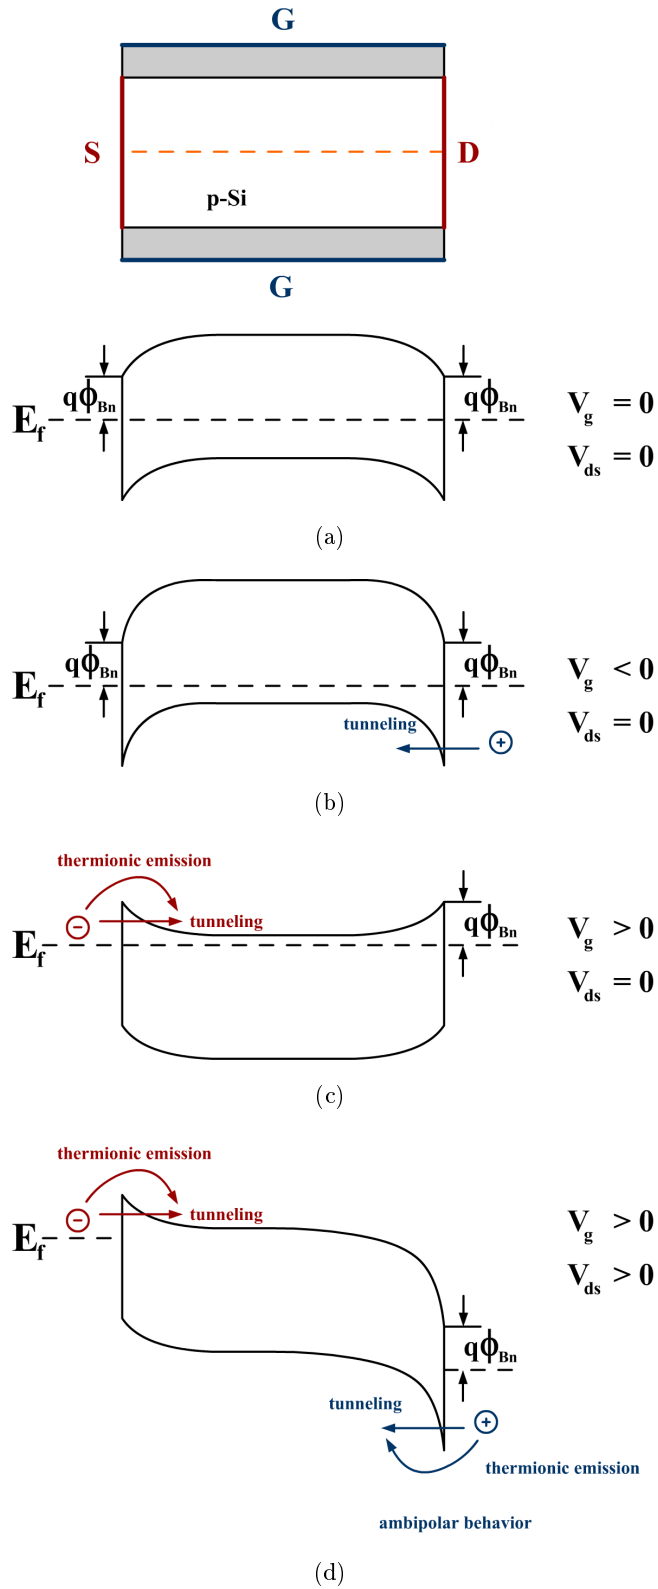 G
S
D
p-Si
G
qϕBn
qϕBn
Ef
Vg = 0
Vds = 0
(a)
qϕBn
qϕBn
Ef
Vg < 0
Vds = 0
tunneling
+
(b)
thermionic emission
−
tunneling
Ef
qϕBn
Vg > 0
Vds = 0
(c)
thermionic emission
−
tunneling
Ef
Vg > 0
Vds > 0
qϕBn
tunneling
+
thermionic emission
ambipolar behavior
(d)